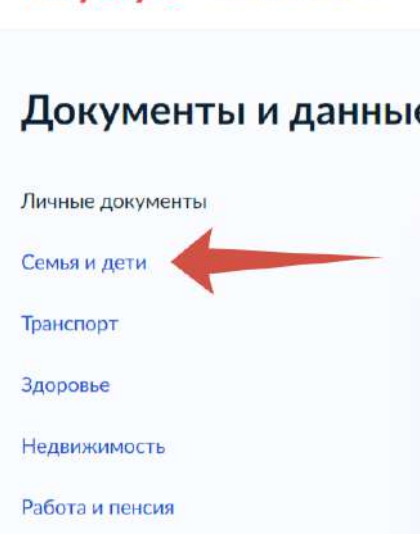 Документы и данные
Личные документы
Семья и дети
Транспорт
Здоровье
Недвижимость
Работа и пенсия